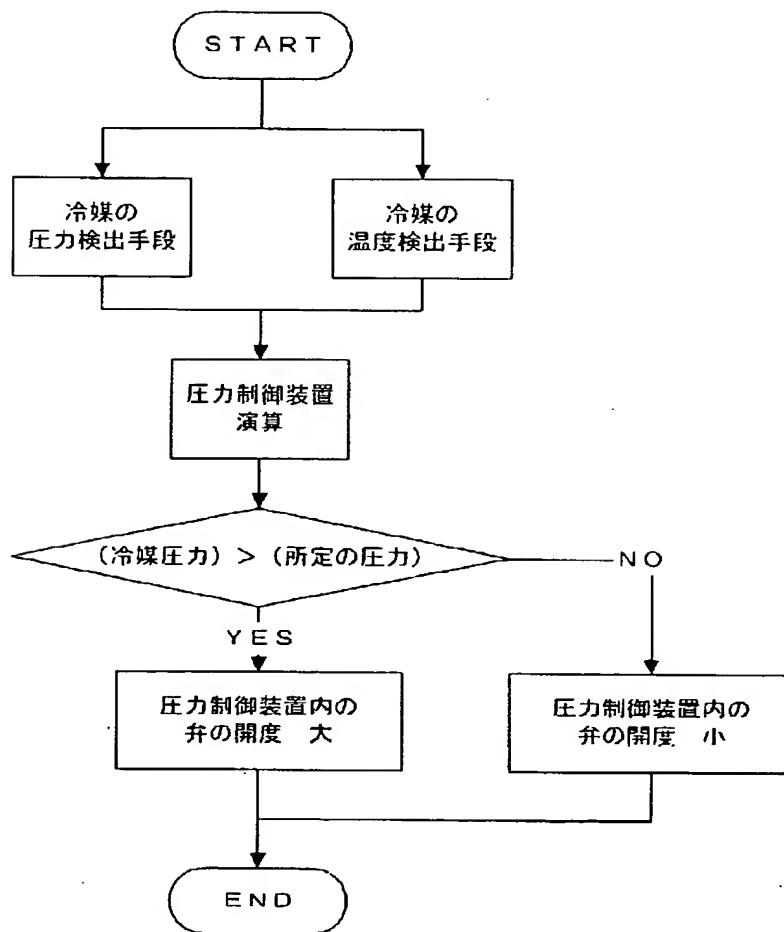 START
冷媒の
圧力検出手段
冷媒の
温度検出手段
圧力制御装置
演算
(冷媒圧力) > (所定の圧力)
NO
YES
圧力制御装置内の
弁の開度 大
圧力制御装置内の
弁の開度 小
END